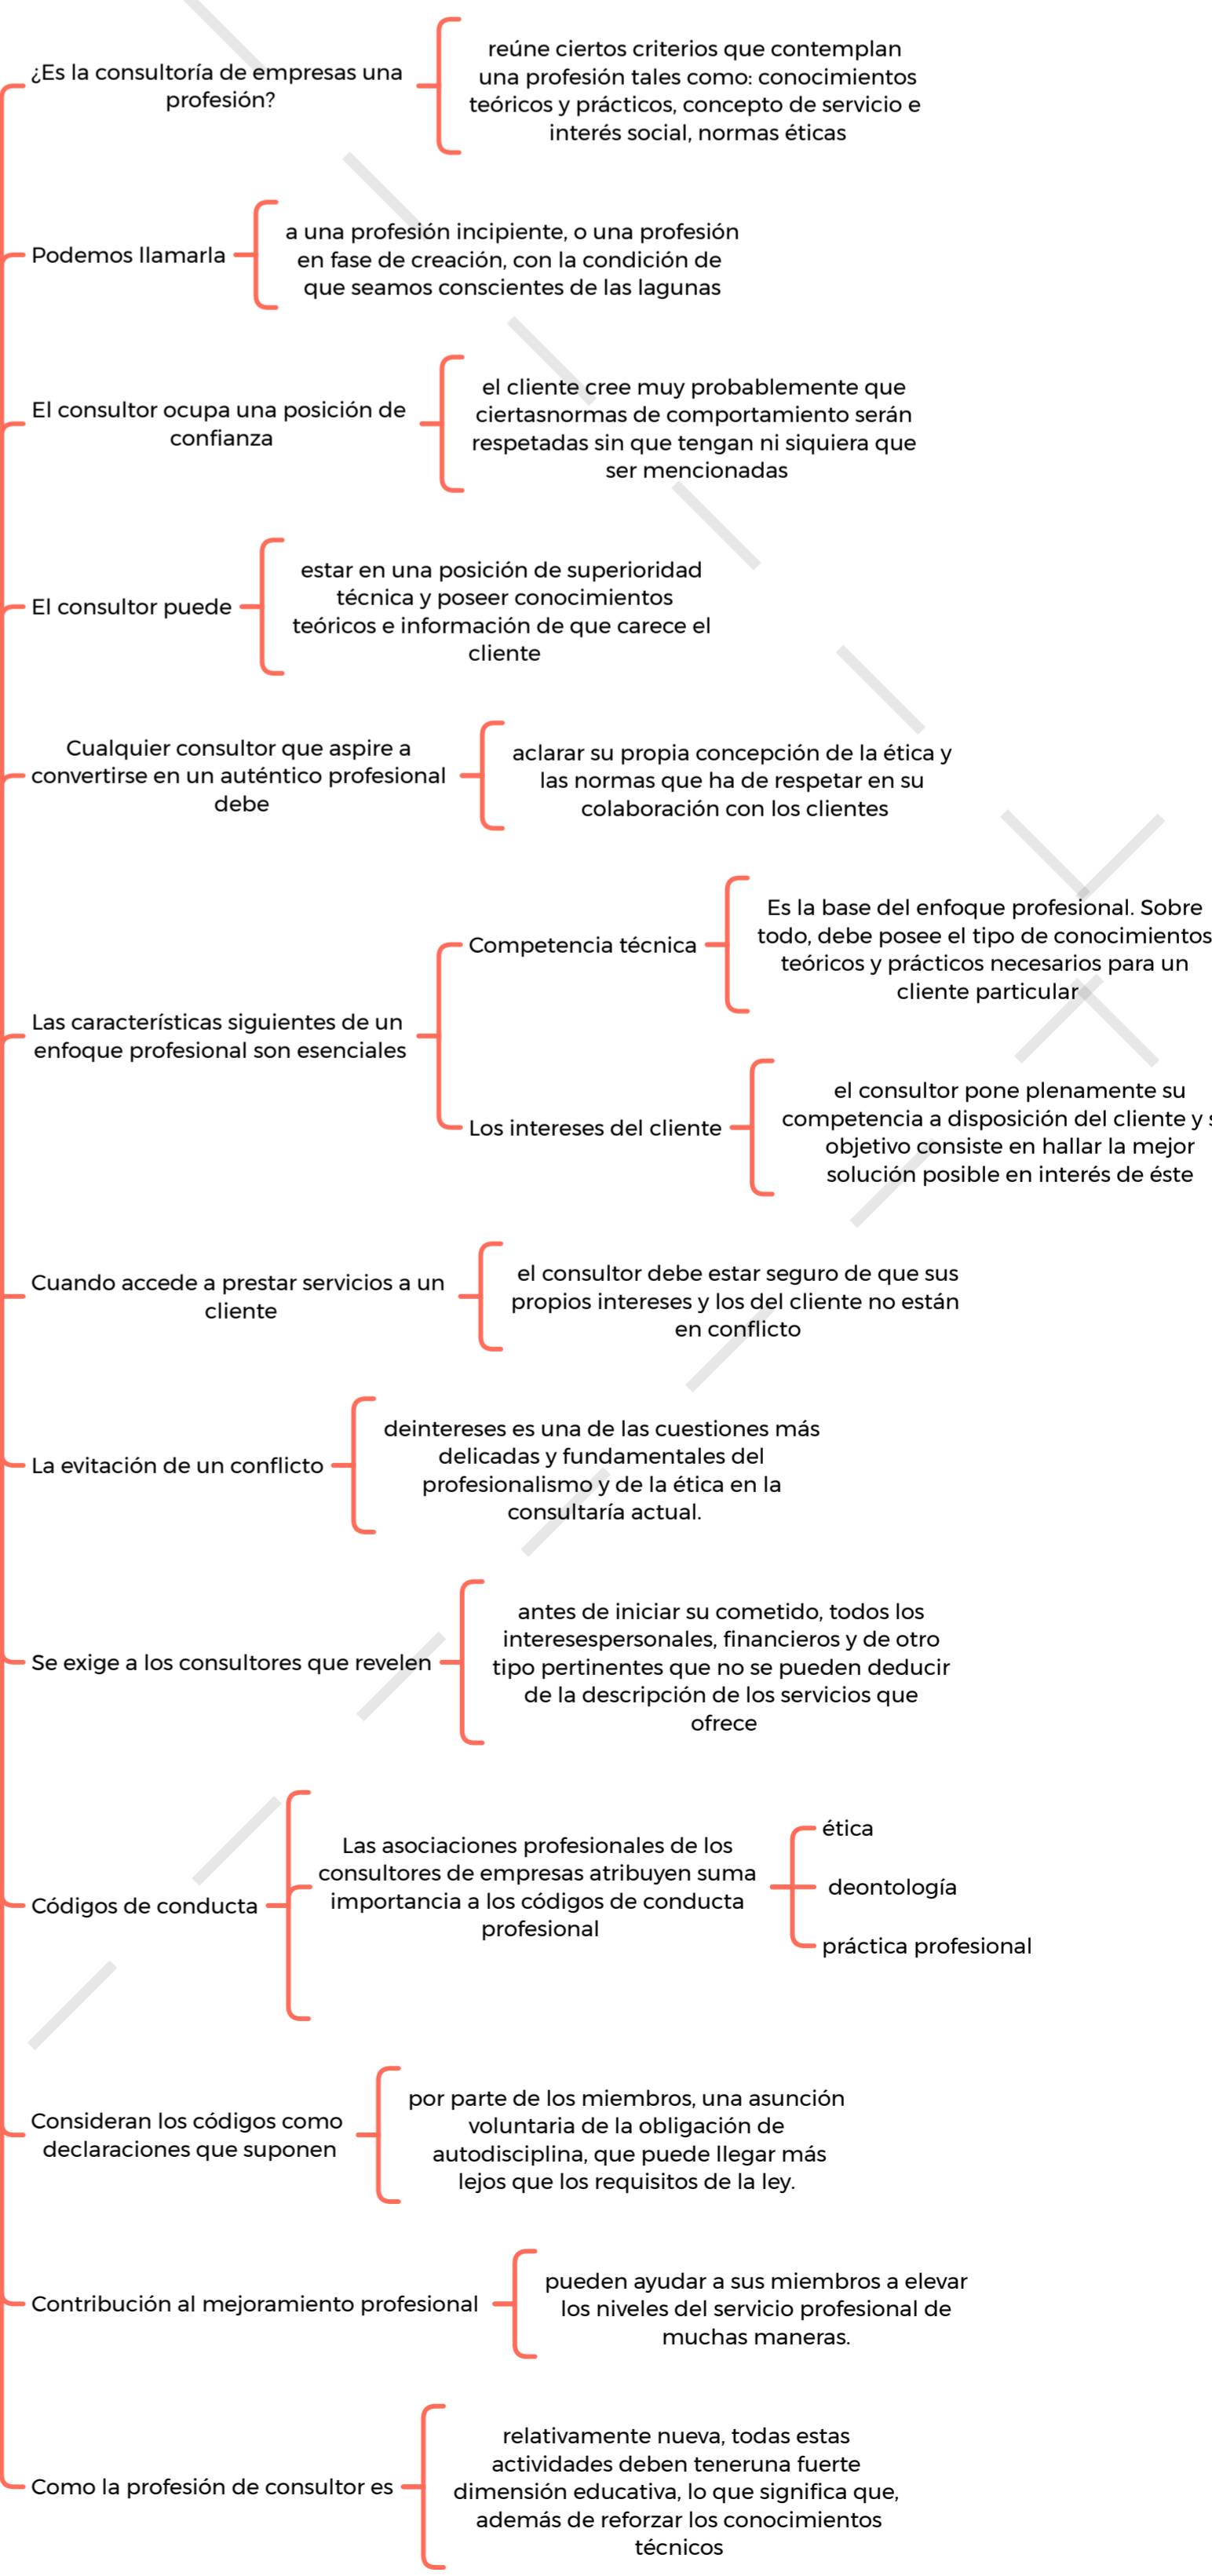 ¿Es la consultoría de empresas una
profesión?
reúne ciertos criterios que contemplan
una profesión tales como: conocimientos
teóricos y prácticos, concepto de servicio e
interés social, normas éticas
Podemos llamarla
a una profesión incipiente, o una profesión
en fase de creación, con la condición de
que seamos conscientes de las lagunas
El consultor ocupa una posición de
confianza
el cliente cree muy probablemente que
ciertasnormas de comportamiento serán
respetadas sin que tengan ni siquiera que
ser mencionadas
El consultor puede
estar en una posición de superioridad
técnica y poseer conocimientos
teóricos e información de que carece el
cliente
Cualquier consultor que aspire a
convertirse en un auténtico profesional
debe
aclarar su propia concepción de la ética y
las normas que ha de respetar en su
colaboración con los clientes
Las características siguientes de un
enfoque profesional son esenciales
Competencia técnica
Es la base del enfoque profesional. Sobre
todo, debe posee el tipo de conocimientos
teóricos y prácticos necesarios para un
cliente particular
Los intereses del cliente
el consultor pone plenamente su
competencia a disposición del cliente y
objetivo consiste en hallar la mejor
solución posible en interés de éste
Cuando accede a prestar servicios a un
cliente
el consultor debe estar seguro de que sus
propios intereses y los del cliente no están
en conflicto
La evitación de un conflicto
deintereses es una de las cuestiones más
delicadas y fundamentales del
profesionalismo y de la ética en la
consultaría actual.
Se exige a los consultores que revelen
antes de iniciar su cometido, todos los
interesespersonales, financieros y de otro
tipo pertinentes que no se pueden deducir
de la descripción de los servicios que
ofrece
Códigos de conducta
Las asociaciones profesionales de los
consultores de empresas atribuyen suma
importancia a los códigos de conducta
profesional
ética
deontología
práctica profesional
Consideran los códigos como
declaraciones que suponen
por parte de los miembros, una asunción
voluntaria de la obligación de
autodisciplina, que puede llegar más
lejos que los requisitos de la ley.
Contribución al mejoramiento profesional
pueden ayudar a sus miembros a elevar
los niveles del servicio profesional de
muchas maneras.
Como la profesión de consultor es
relativamente nueva, todas estas
actividades deben teneruna fuerte
dimensión educativa, lo que significa que,
además de reforzar los conocimientos
técnicos